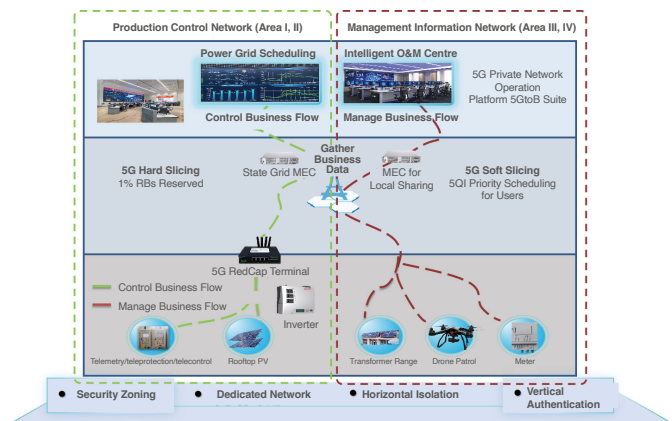 Production Control Network (Area I, II)
Management Information Network (Area III, IV)
Power Grid Scheduling
Intelligent O&M Centre
5G Private Network
Operation
Platform 5GtoB Suite
Control Business Flow
Manage Business Flow
Gather
Business
Data
5G Hard Slicing
1% RBs Reserved
State Grid MEC
MEC for
Local Sharing
5G Soft Slicing
5QI Priority Scheduling
for Users
5G RedCap Terminal
Control Business Flow
Manage Business Flow
Inverter
Telemetry/teleprotection/telecontrol
Rooftop PV
Transformer Range
Drone Patrol
Meter
● Security Zoning
● Dedicated Network
● Horizontal Isolation
● Vertical
Authentication